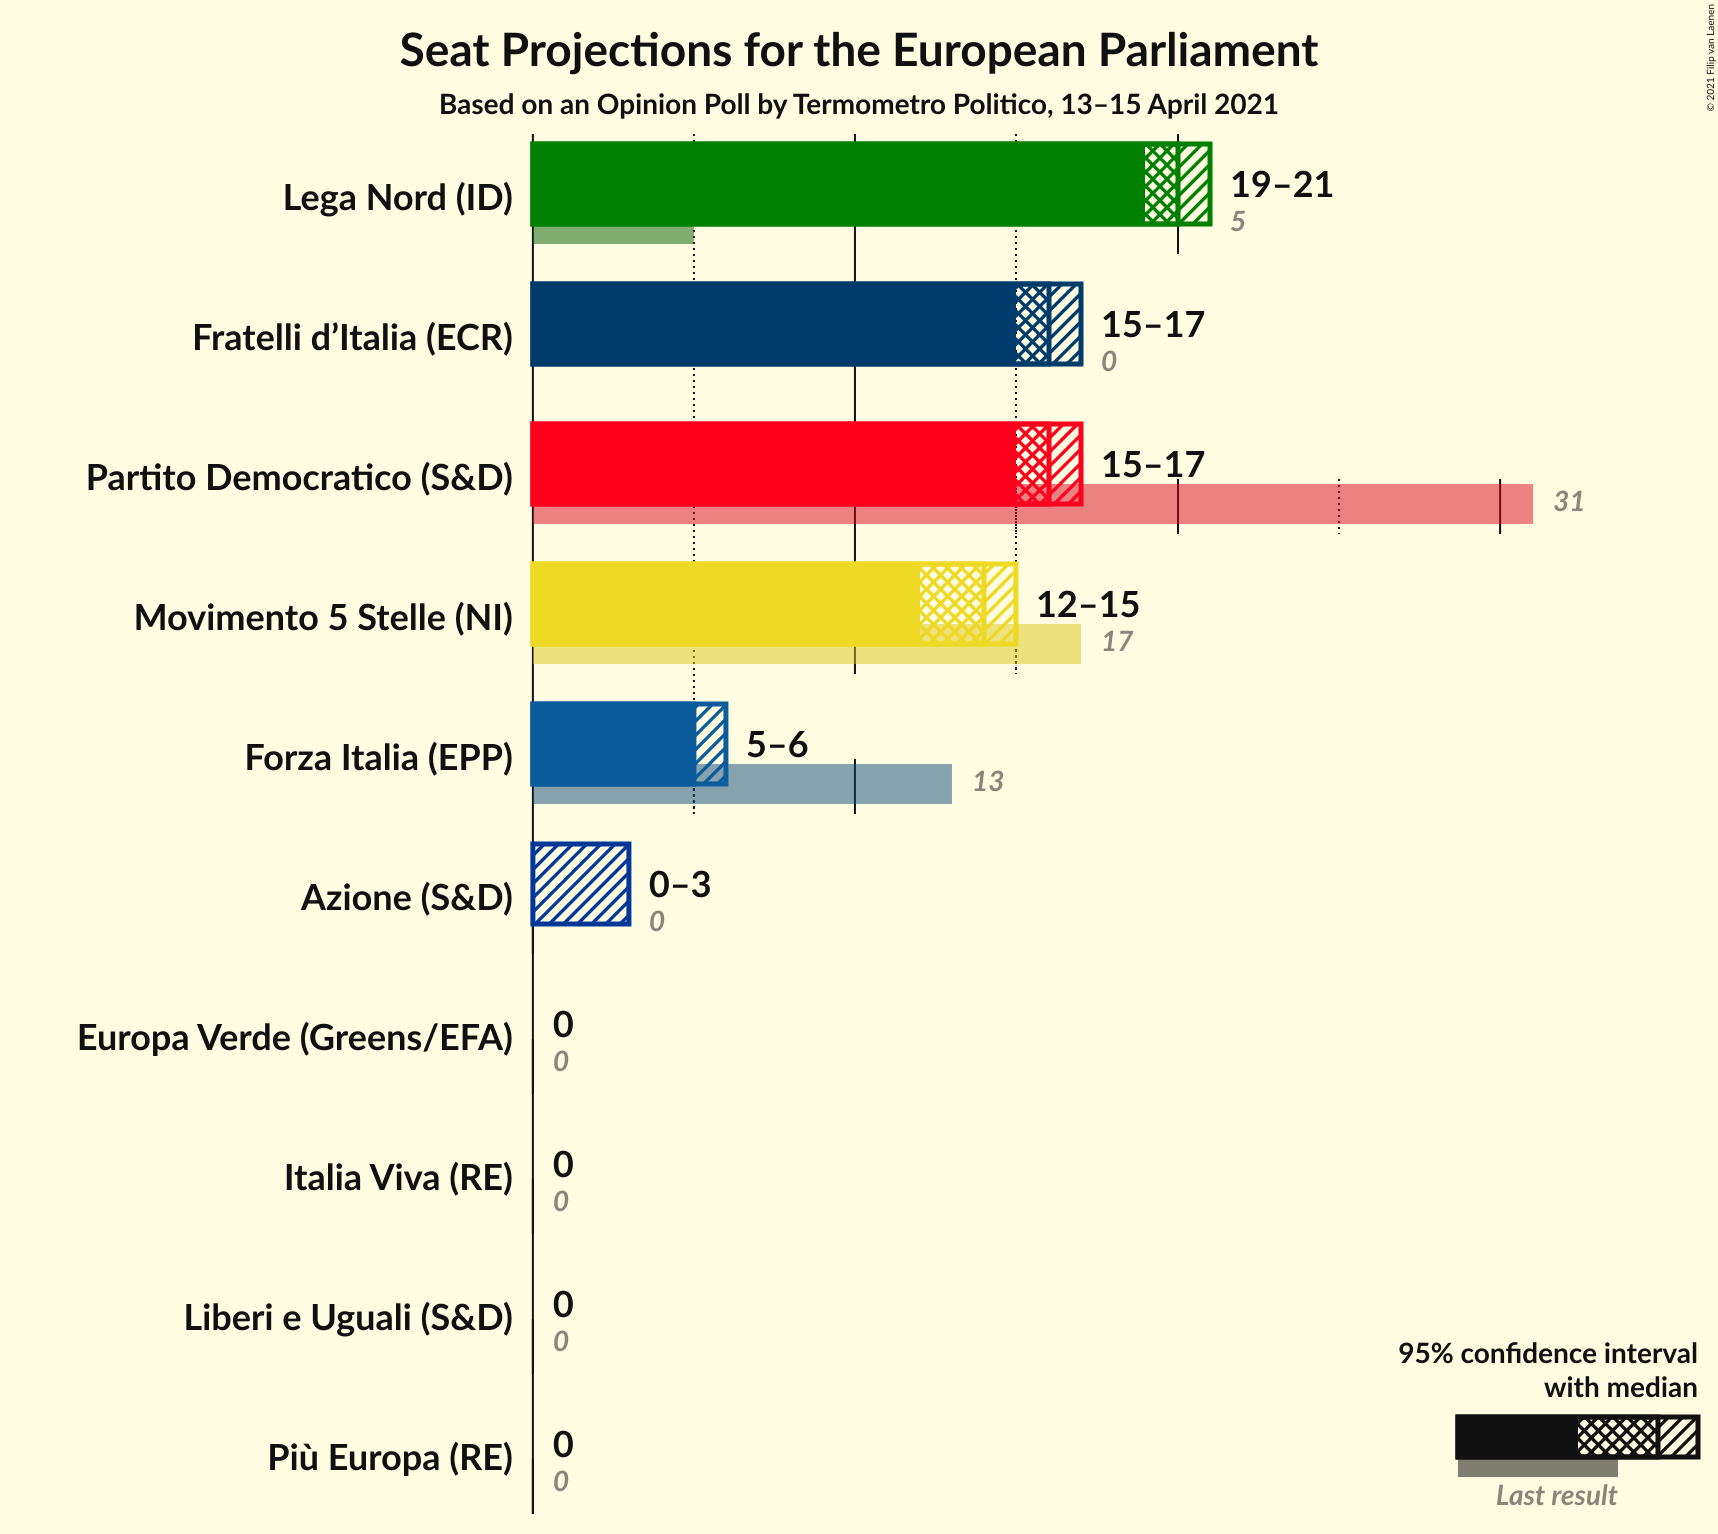 Seat Projections for the European Parliament
Based on an Opinion Poll by Termometro Politico, 13–15 April 2021
© 2021 Filip van Laenen
Lega Nord (ID)
19–21
5
Fratelli d’Italia (ECR)
15–17
0
Partito Democratico (S&D)
15–17
31
Movimento 5 Stelle (NI)
12–15
17
Forza Italia (EPP)
5–6
13
Azione (S&D)
0–3
0
Europa Verde (Greens/EFA)
0
0
Italia Viva (RE)
0
0
Liberi e Uguali (S&D)
0
0
Più Europa (RE)
0
0
95% confidence interval
with median
Last result